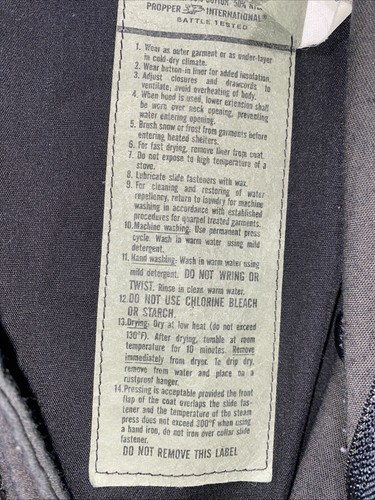 COTTON 50%
PROPPER INTERNATIONAL®
BATTLE TESTED
1. Wear as outer garment or as under-layer
in cold-dry climate.
2. Wear button-in liner for added insulation.
3. Adjust closures and drawcords to
ventilate, avoid overheating of body.
4. When hood is used, lower extension shall
be worn over neck opening, preventing
water entering opening.
5. Brush snow or frost from garments before
entering heated shelters.
6. For fast drying, remove liner from coat.
7. Do not expose to high temperature of a
stove.
8. Lubricate slide fasteners with wax.
9. For cleaning and restoring of water
repellency, return to laundry for machine
washing in accordance with established
procedures for quarpel treated garments.
10. Machine washing. Use permanent press
cycle. Wash in warm water using mild
detergent.
11. Hand washing- Wash in warm water using
mild detergent. DO NOT WRING OR
TWIST. Rinse in clean warm water.
12. DO NOT USE CHLORINE BLEACH
OR STARCH.
13. Drying- Dry at low heat (do not exceed
130°F). After drying, tumble at room
temperature for 10 minutes. Remove
immediately from dryer. To drip dry,
remove from water and place on a
rustproof hanger.
14. Pressing is acceptable provided the front
flap of the coat overlaps the slide fas-
tener and the temperature of the steam
press does not exceed 300°F when using
a hand iron, do not iron over collar slide
fastener.
DO NOT REMOVE THIS LABEL